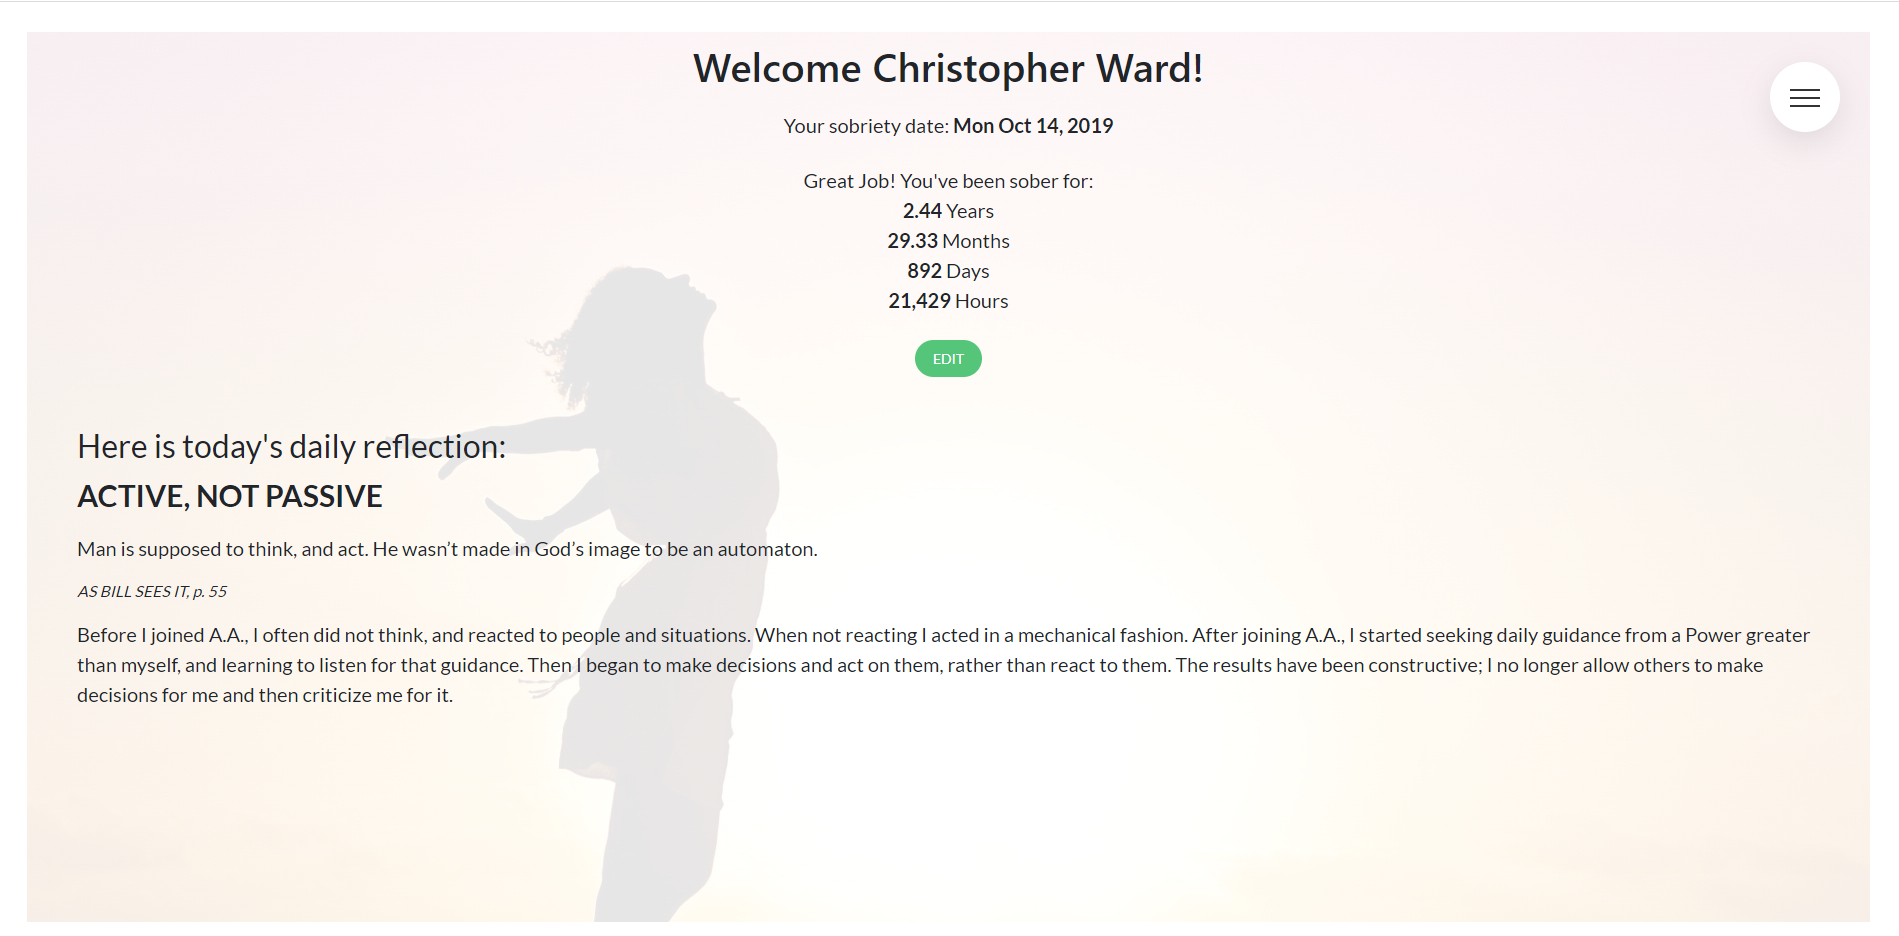 Welcome Christopher Ward!
Your sobriety date: Mon Oct 14, 2019
Great Job! You've been sober for:
2.44 Years
29.33 Months
892 Days
21,429 Hours
EDIT
Here is today's daily reflection:
ACTIVE, NOT PASSIVE
Man is supposed to think, and act. He wasn’t made in God’s image to be an automaton.
AS BILL SEES IT, p. 55
Before I joined A.A., I often did not think, and reacted to people and situations. When not reacting I acted in a mechanical fashion. After joining A.A., I started seeking daily guidance from a Power greater
than myself, and learning to listen for that guidance. Then I began to make decisions and act on them, rather than react to them. The results have been constructive; I no longer allow others to make
decisions for me and then criticize me for it.